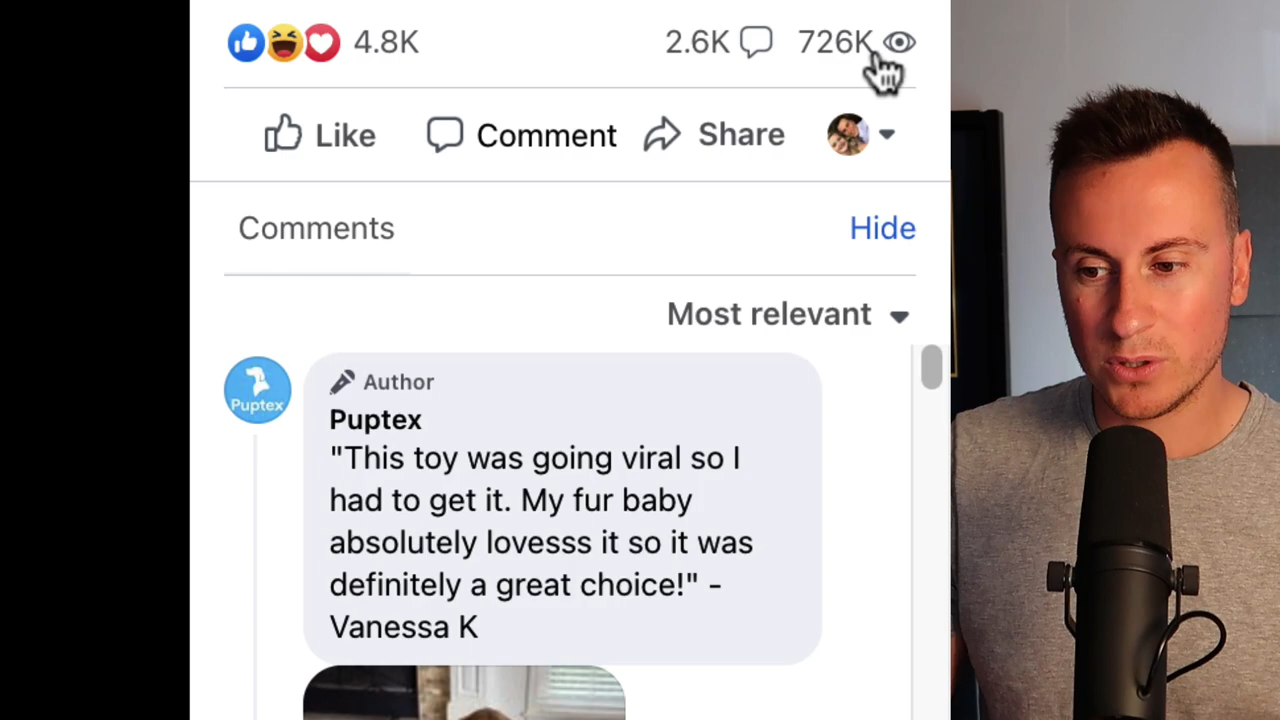 4.8K 2.6K 726K
Like Comment Share
Comments Hide
Most relevant
Puptex
Author
Puptex
"This toy was going viral so I
had to get it. My fur baby
absolutely lovesss it so it was
definitely a great choice!" -
Vanessa K